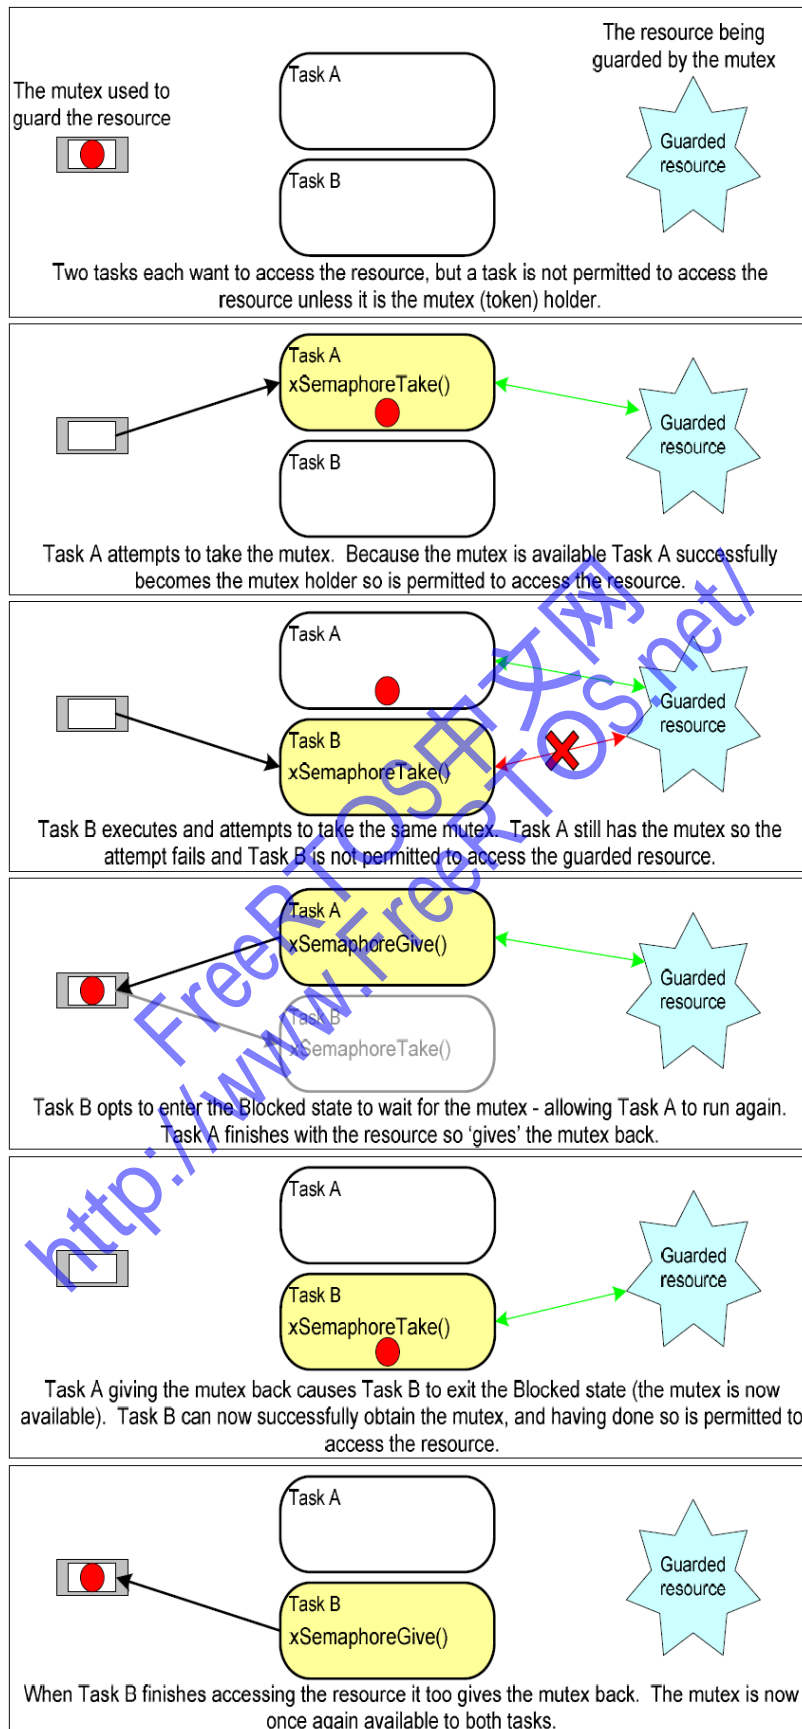 The resource being
guarded by the mutex
The mutex used to
guard the resource
Task A
Task B
Guarded
resource
Two tasks each want to access the resource, but a task is not permitted to access the
resource unless it is the mutex (token) holder.
Task A
xSemaphoreTake()
Task B
Guarded
resource
Task A attempts to take the mutex.  Because the mutex is available Task A successfully
becomes the mutex holder so is permitted to access the resource.
Task A
Task B
xSemaphoreTake()
Guarded
resource
Task B executes and attempts to take the same mutex.  Task A still has the mutex so the
attempt fails and Task B is not permitted to access the guarded resource.
Task A
xSemaphoreGive()
Task B
xSemaphoreTake()
Guarded
resource
Task B opts to enter the Blocked state to wait for the mutex - allowing Task A to run again.
Task A finishes with the resource so ‘gives’ the mutex back.
Task A
Task B
xSemaphoreTake()
Guarded
resource
Task A giving the mutex back causes Task B to exit the Blocked state (the mutex is now
available).  Task B can now successfully obtain the mutex, and having done so is permitted to
access the resource.
Task A
Task B
xSemaphoreGive()
Guarded
resource
When Task B finishes accessing the resource it too gives the mutex back.  The mutex is now
once again available to both tasks.
FreeRTOS中文网
http://www.FreeRTOS.net/